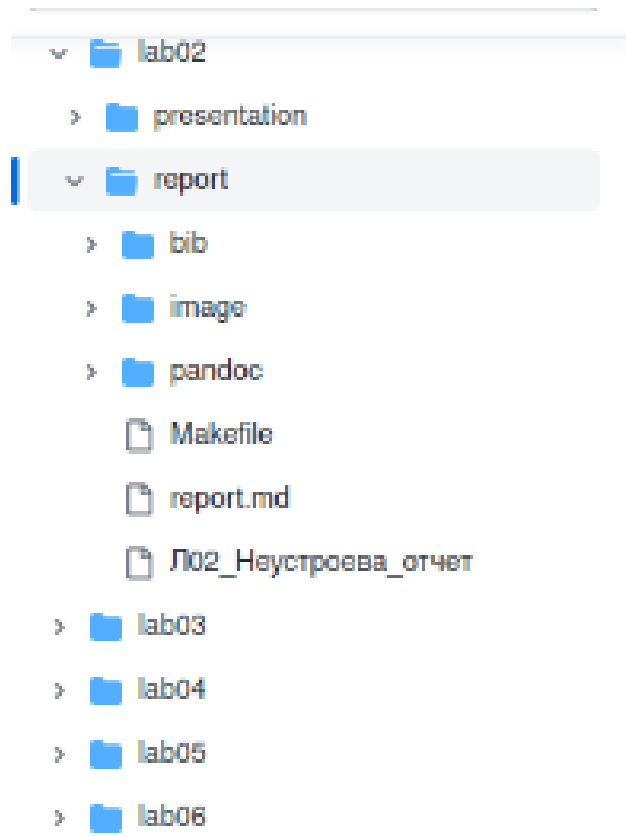 lab02
presentation
report
bib
image
pandoc
Makefile
report.md
Л02_Неустроева_отчет
lab03
lab04
lab05
lab06